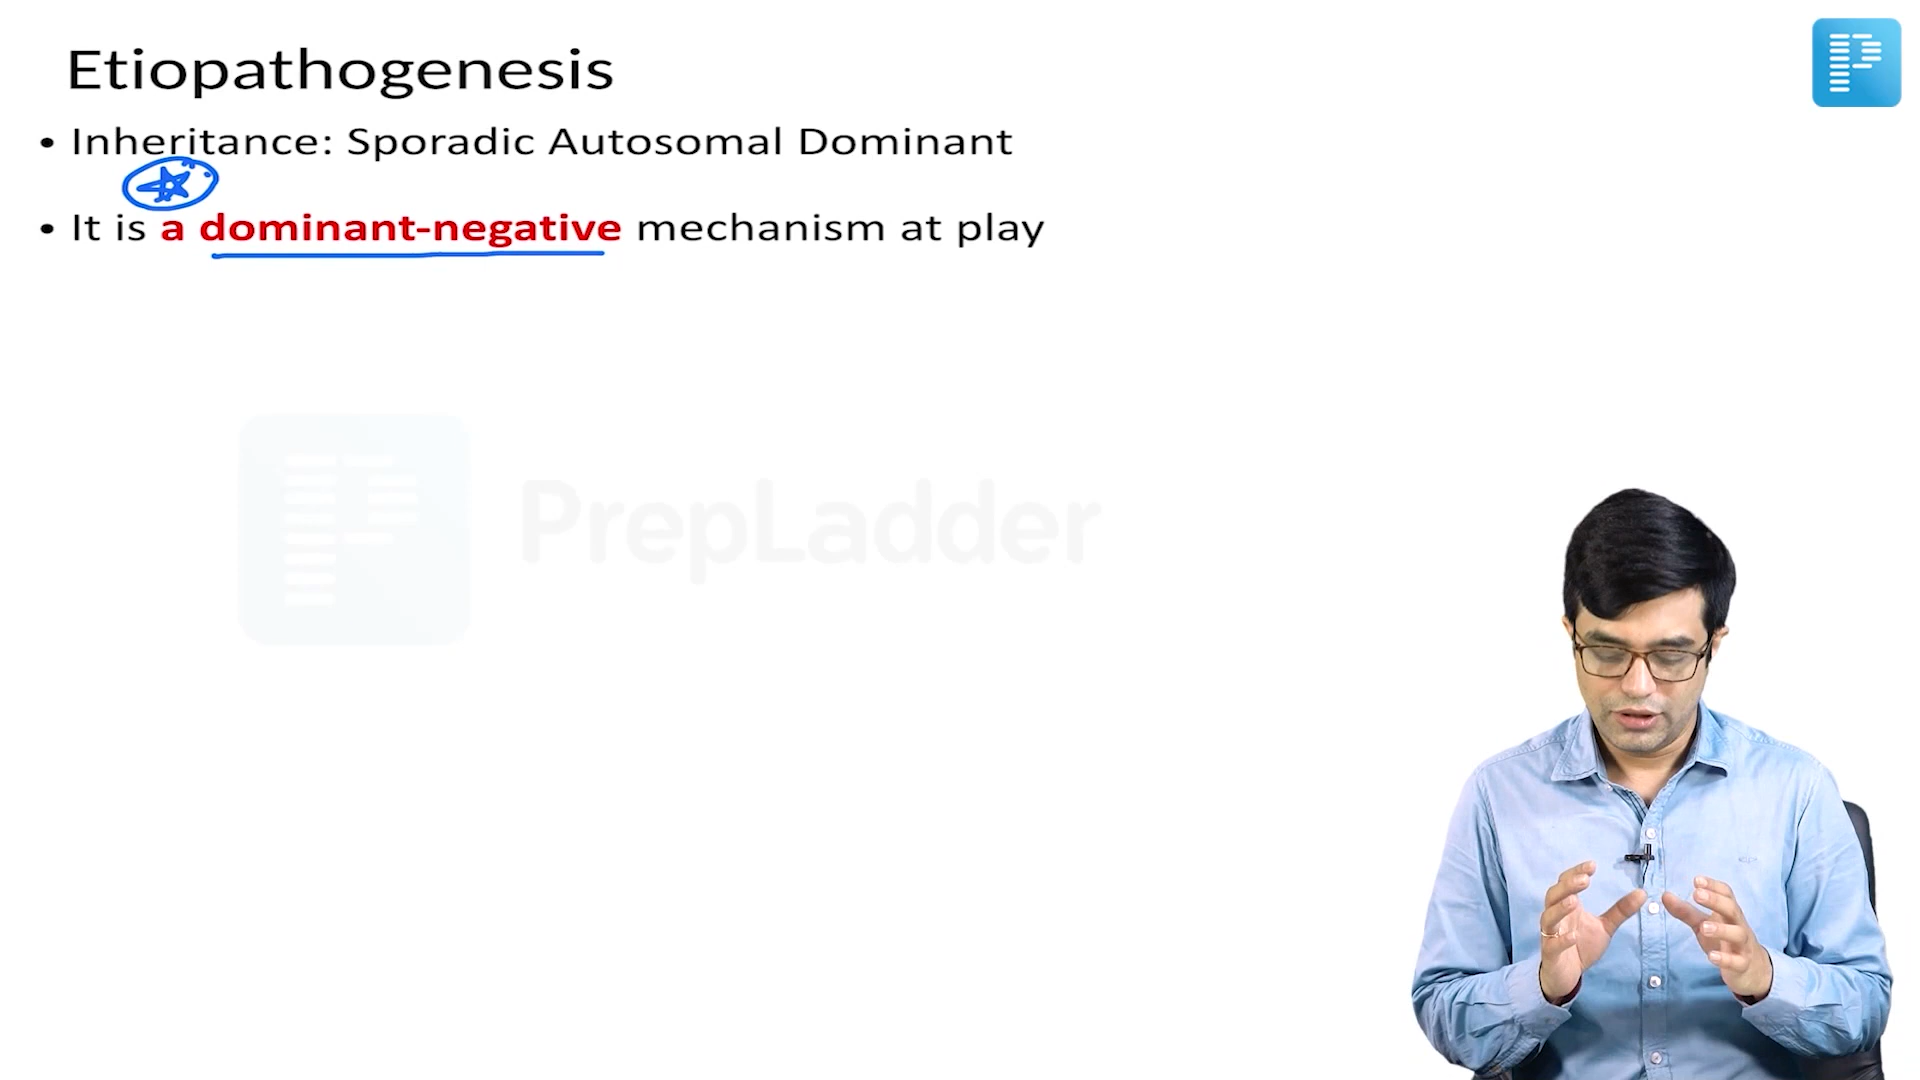 Etiopathogenesis
• Inheritance: Sporadic Autosomal Dominant
• It is a dominant-negative mechanism at play
PrepLadder